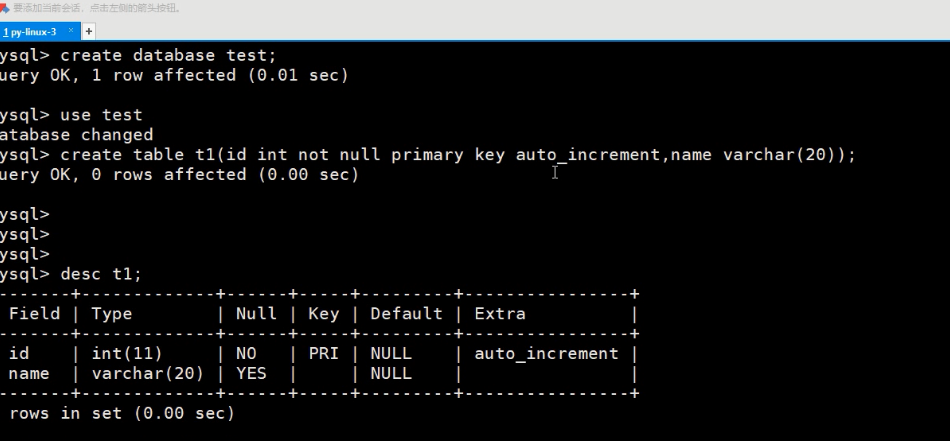 要添加当前会话，点击左侧的箭头按钮。
1 py-linux-3 × +
ysql> create database test;
uery OK, 1 row affected (0.01 sec)
ysql> use test
atabase changed
ysql> create table t1(id int not null primary key auto_increment,name varchar(20));
uery OK, 0 rows affected (0.00 sec)
ysql>
ysql>
ysql>
ysql> desc t1;
-------+-------------+------+-----+---------+----------------+
Field | Type | Null | Key | Default | Extra |
-------+-------------+------+-----+---------+----------------+
id | int(11) | NO | PRI | NULL | auto_increment |
name | varchar(20) | YES | | NULL | |
-------+-------------+------+-----+---------+----------------+
rows in set (0.00 sec)